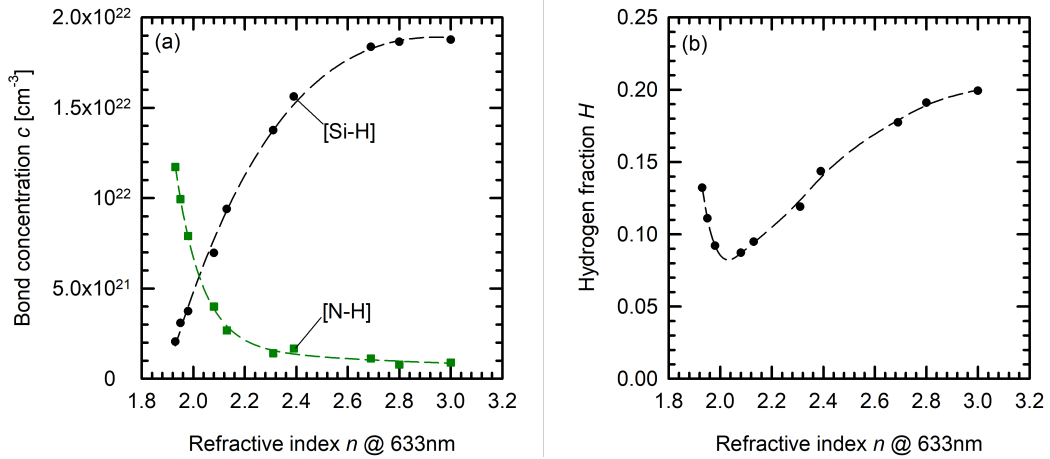 (a)
2.0x10²²
1.5x10²²
10²²
5.0x10²¹
0
Bond concentration c [cm⁻³]
[Si-H]
[N-H]
1.8 2.0 2.2 2.4 2.6 2.8 3.0 3.2
Refractive index n @ 633nm
(b)
0.25
0.20
0.15
0.10
0.05
0.00
Hydrogen fraction H
1.8 2.0 2.2 2.4 2.6 2.8 3.0 3.2
Refractive index n @ 633nm